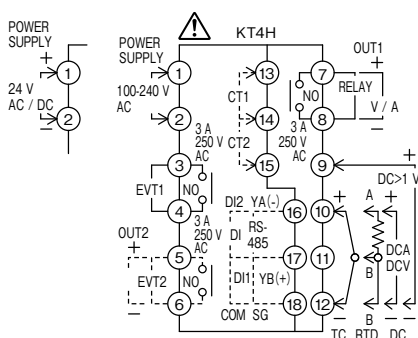 POWER
SUPPLY
+
1
24 V
AC / DC
2
−
POWER
SUPPLY
KT4H
OUT1
1
100-240 V
AC
2
13
CT1
14
CT2
15
7
NO
RELAY
+
V / A
8
−
3 A
250 V
AC
9
+
DC>1 V
3
EVT1
NO
4
3 A
250 V
AC
3 A
250 V
AC
OUT2
+
5
EVT2
NO
6
−
DI2
YA(-)
16
DI
RS-
485
17
DI1
YB(+)
18
COM
SG
10
+
A
+
11
B
DCA
DCV
12
−
B
−
−
TC
RTD
DC